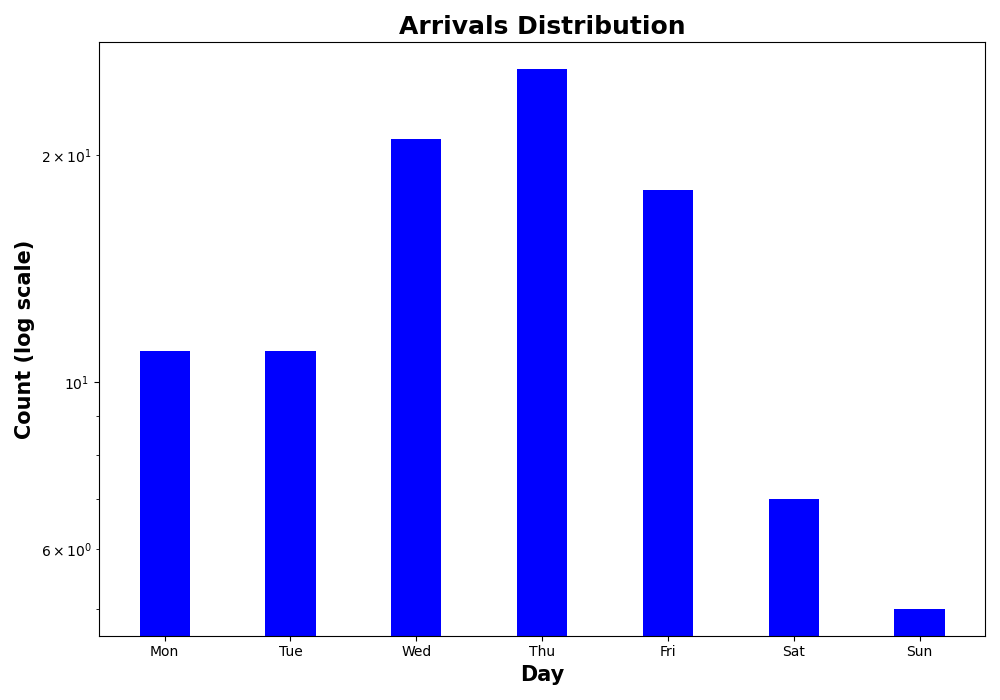 Arrivals Distribution
Count (log scale)
2 × 10¹
10¹
6 × 10⁰
Mon Tue Wed Thu Fri Sat Sun
Day